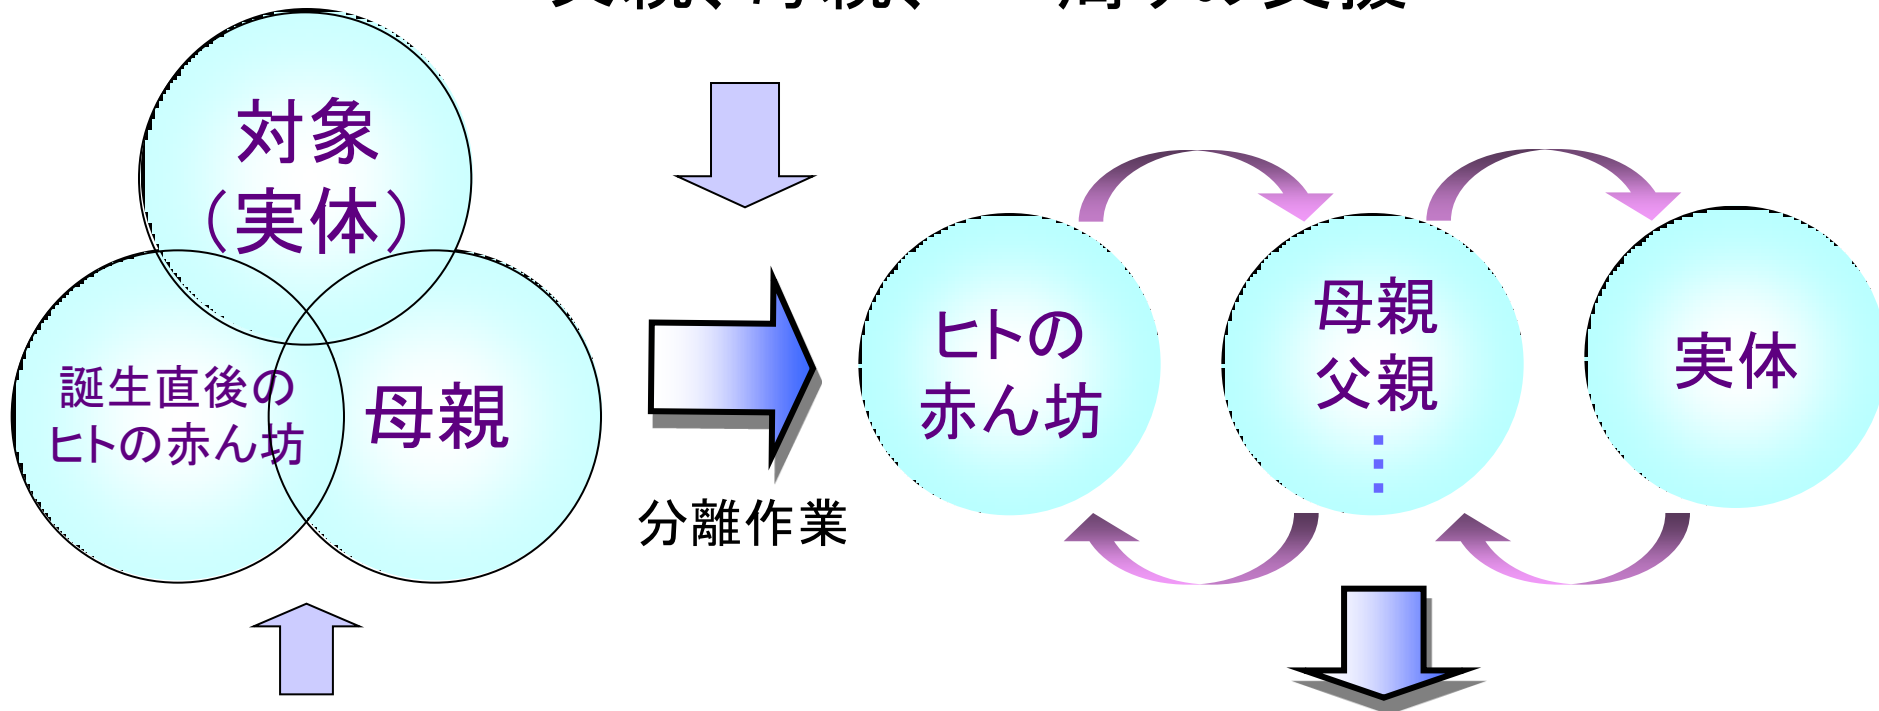 対象
（実体）
誕生直後の
ヒトの赤ん坊
母親
分離作業
ヒトの
赤ん坊
母親
父親
実体